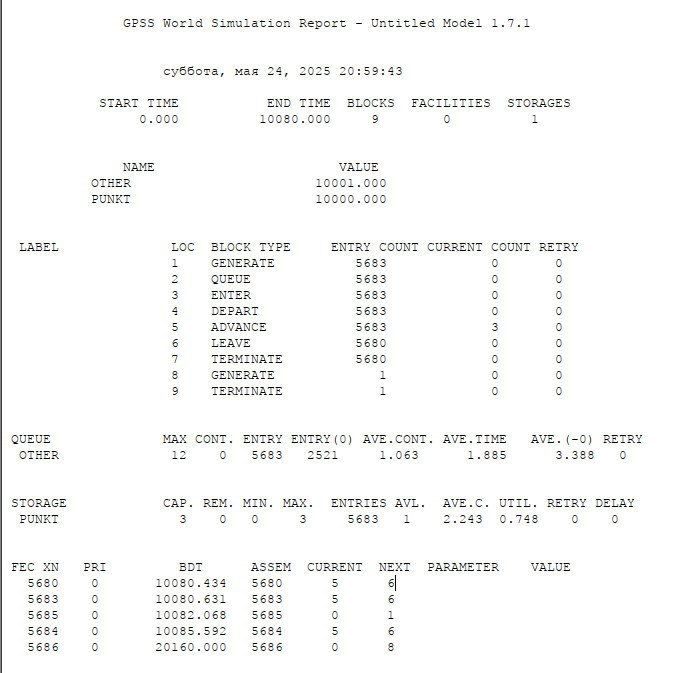 GPSS World Simulation Report - Untitled Model 1.7.1
суббота, мая 24, 2025 20:59:43
START TIME END TIME BLOCKS FACILITIES STORAGES
0.000 10080.000 9 0 1
NAME VALUE
OTHER 10001.000
PUNKT 10000.000
LABEL LOC BLOCK TYPE ENTRY COUNT CURRENT COUNT RETRY
1 GENERATE 5683 0 0
2 QUEUE 5683 0 0
3 ENTER 5683 0 0
4 DEPART 5683 0 0
5 ADVANCE 5683 3 0
6 LEAVE 5680 0 0
7 TERMINATE 5680 0 0
8 GENERATE 1 0 0
9 TERMINATE 1 0 0
QUEUE MAX CONT. ENTRY ENTRY(0) AVE.CONT. AVE.TIME AVE.(-0) RETRY
OTHER 12 0 5683 2521 1.063 1.885 3.388 0
STORAGE CAP. REM. MIN. MAX. ENTRIES AVL. AVE.C. UTIL. RETRY DELAY
PUNKT 3 0 0 3 5683 1 2.243 0.748 0 0
FEC XN PRI BDT ASSEM CURRENT NEXT PARAMETER VALUE
5680 0 10080.434 5680 5 6
5683 0 10080.631 5683 5 6
5685 0 10082.068 5685 0 1
5684 0 10085.592 5684 5 6
5686 0 20160.000 5686 0 8